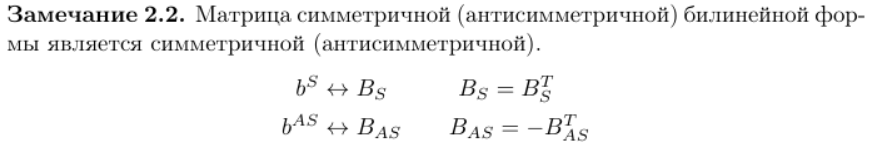 Замечание 2.2. Матрица симметричной (антисимметричной) билинейной фор-
мы является симметричной (антисимметричной).
b^S ↔ B_S B_S = B_S^T
b^{AS} ↔ B_{AS} B_{AS} = −B_{AS}^T